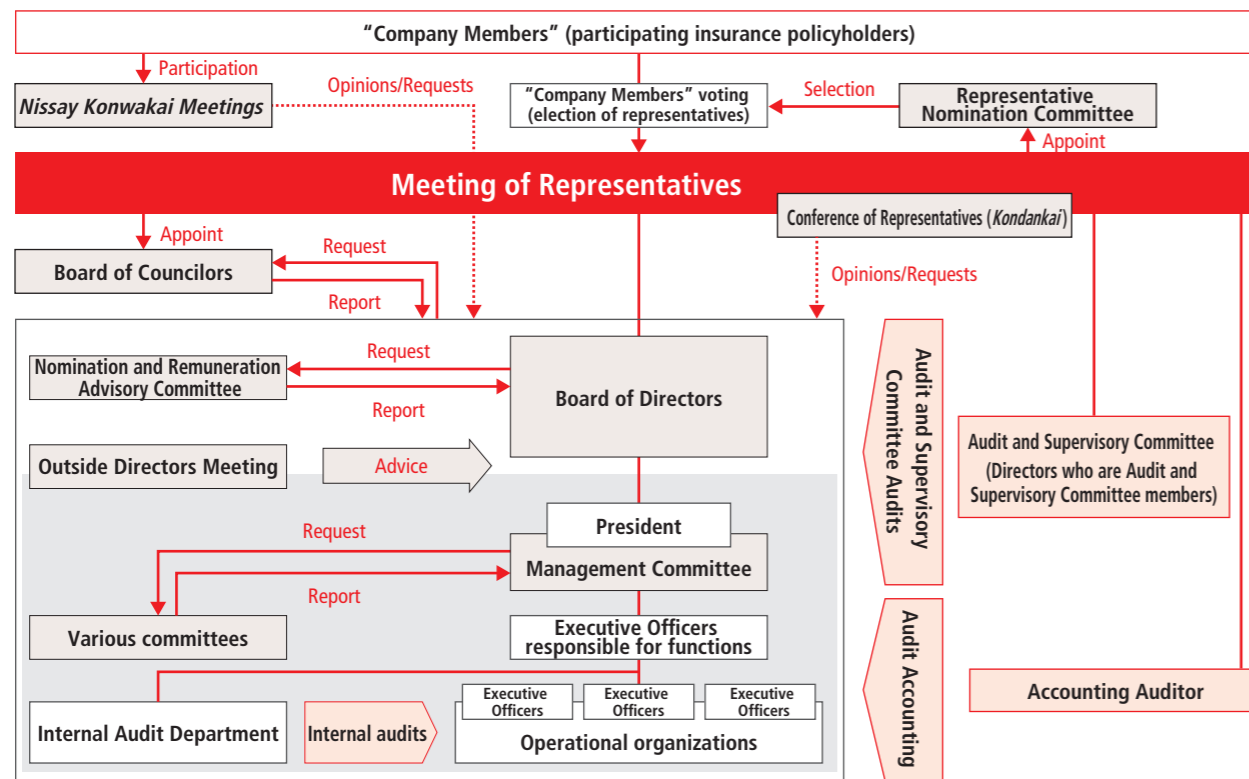 “Company Members” (participating insurance policyholders)
Participation
Nissay Konwakai Meetings
Opinions/Requests
“Company Members” voting
(election of representatives)
Selection
Representative
Nomination Committee
Appoint
Meeting of Representatives
Conference of Representatives (Kondankai)
Appoint
Board of Councilors
Request
Report
Opinions/Requests
Nomination and Remuneration
Advisory Committee
Request
Report
Board of Directors
Outside Directors Meeting
Advice
Audit and Supervisory
Committee Audits
Audit and Supervisory Committee
(Directors who are Audit and
Supervisory Committee members)
President
Management Committee
Request
Report
Various committees
Executive Officers
responsible for functions
Internal Audit Department
Internal audits
Executive
Officers
Executive
Officers
Executive
Officers
Operational organizations
Audit Accounting
Accounting Auditor